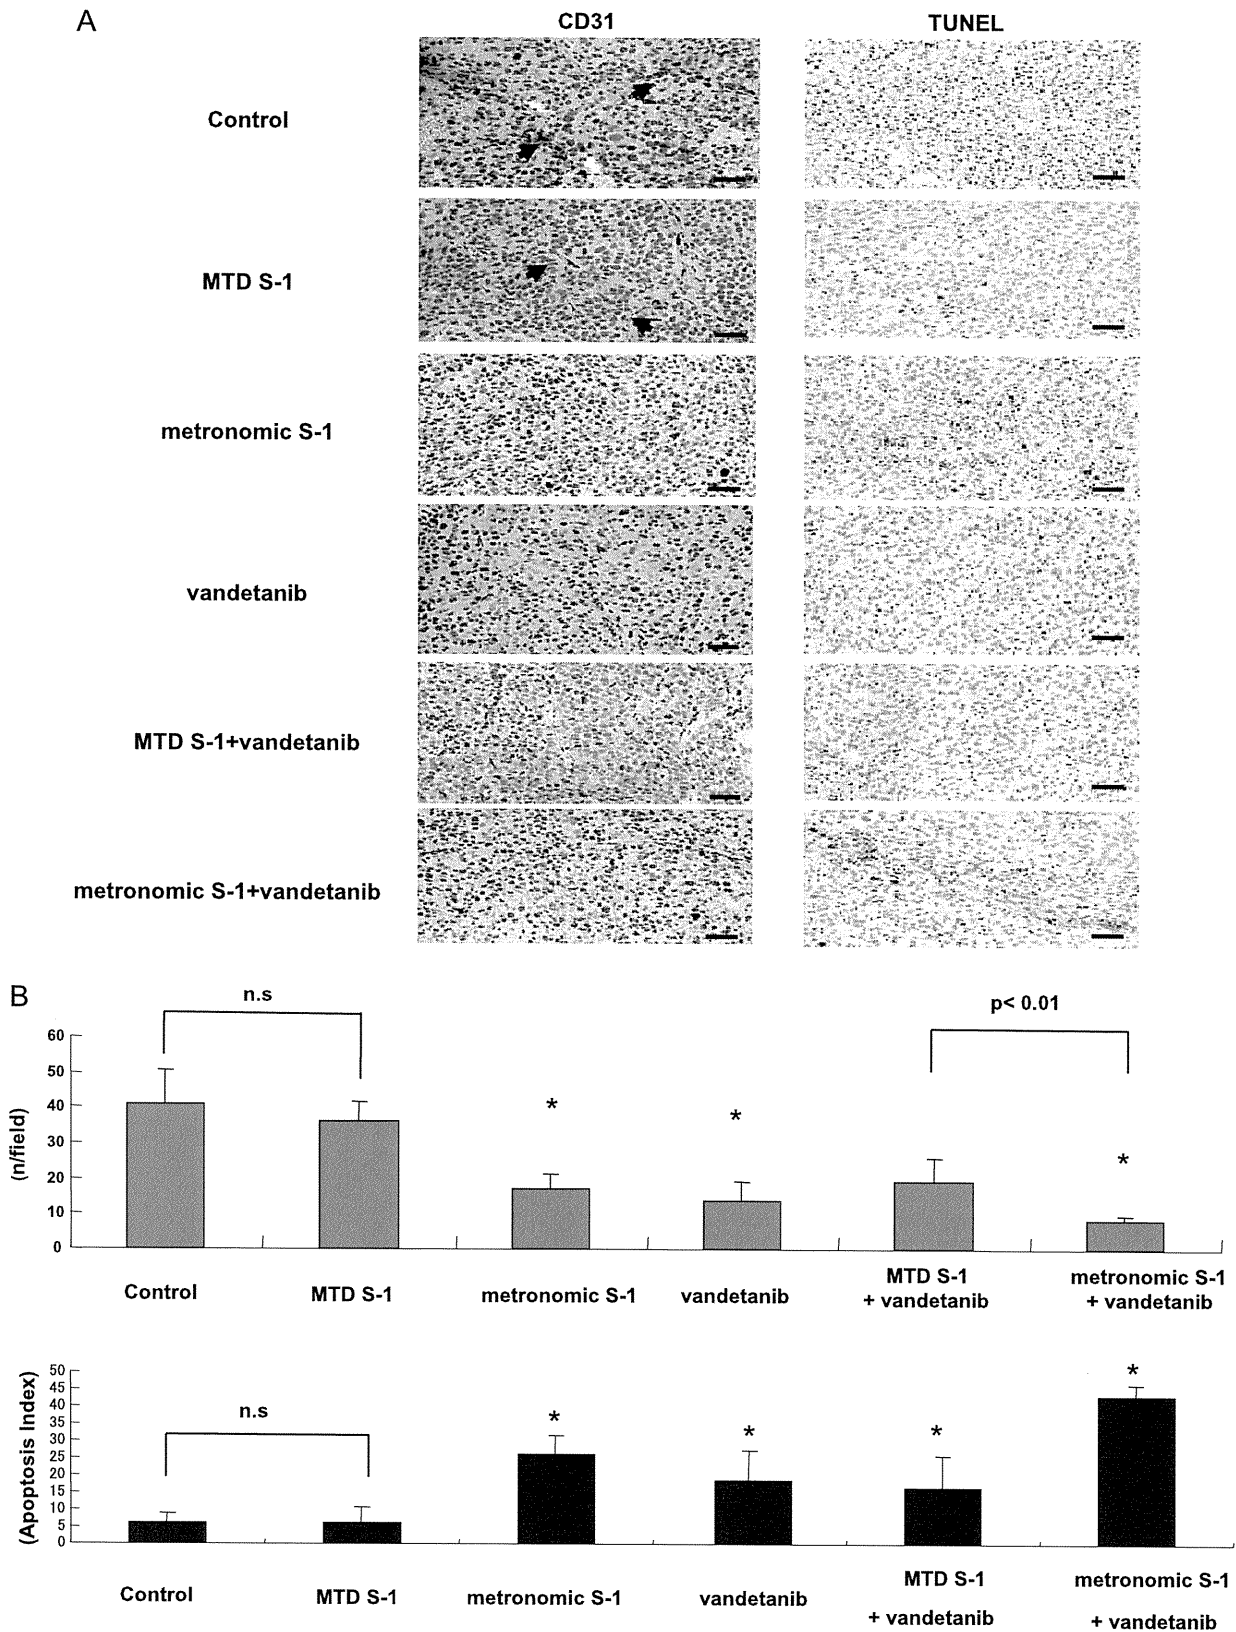 A
CD31
TUNEL
Control
MTD S-1
metronomic S-1
vandetanib
MTD S-1+vandetanib
metronomic S-1+vandetanib
B
n.s
p< 0.01
60
50
40
30
20
10
0
(n/field)
*
*
*
Control
MTD S-1
metronomic S-1
vandetanib
MTD S-1
+ vandetanib
metronomic S-1
+ vandetanib
50
45
40
35
30
25
20
15
10
5
0
(Apoptosis Index)
n.s
*
*
*
*
Control
MTD S-1
metronomic S-1
vandetanib
MTD S-1
+ vandetanib
metronomic S-1
+ vandetanib